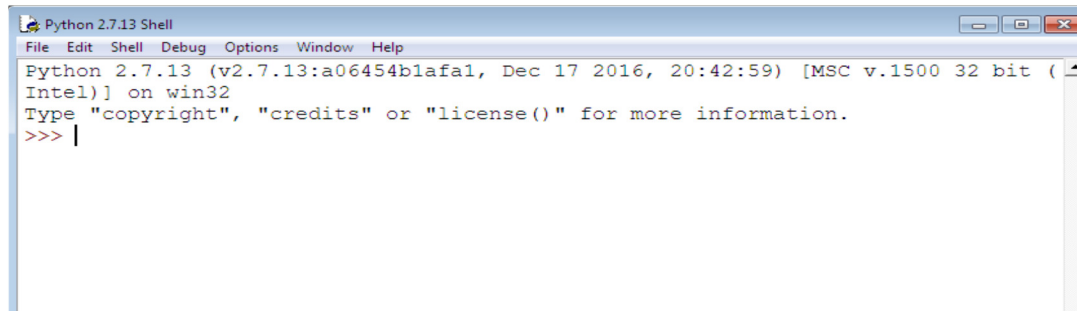 Python 2.7.13 Shell
File Edit Shell Debug Options Window Help
Python 2.7.13 (v2.7.13:a06454b1afa1, Dec 17 2016, 20:42:59) [MSC v.1500 32 bit (
Intel)] on win32
Type "copyright", "credits" or "license()" for more information.
>>>